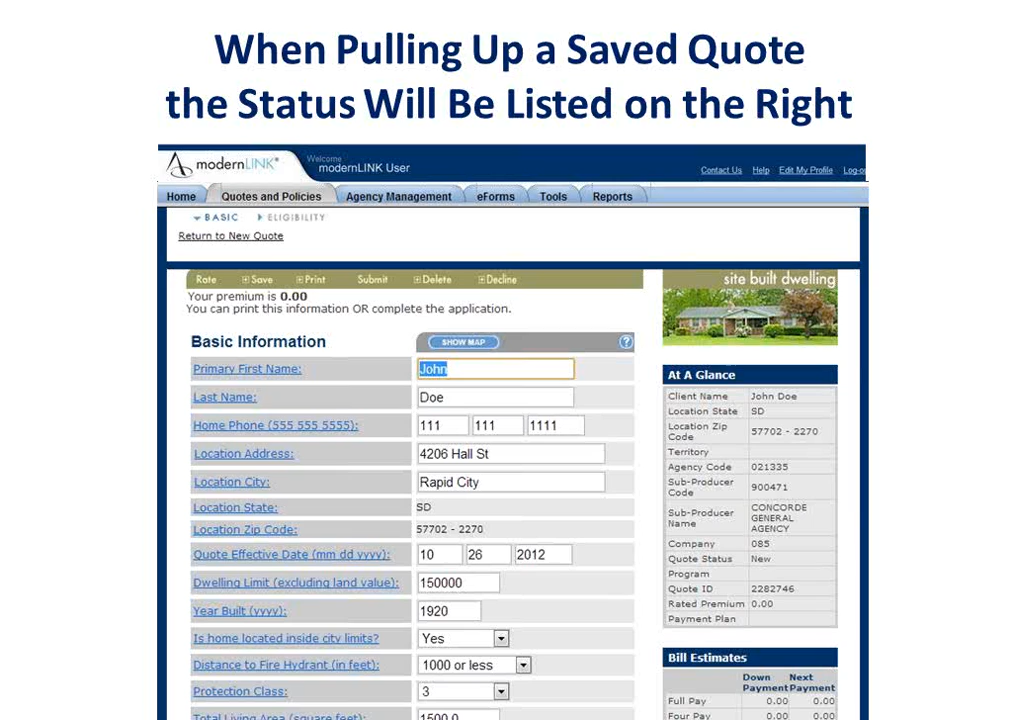 When Pulling Up a Saved Quote
the Status Will Be Listed on the Right
modernLINK®
Welcome
modernLINK User
Contact Us Help Edit My Profile
Home Quotes and Policies Agency Management eForms Tools Reports
BASIC ELIGIBILITY
Return to New Quote
Rate Save Print Submit Delete Decline
Your premium is 0.00
You can print this information OR complete the application.
Basic Information SHOW MAP ?
Primary First Name: John
Last Name: Doe
Home Phone (555 555 5555): 111 111 1111
Location Address: 4206 Hall St
Location City: Rapid City
Location State: SD
Location Zip Code: 57702 - 2270
Quote Effective Date (mm dd yyyy): 10 26 2012
Dwelling Limit (excluding land value): 150000
Year Built (yyyy): 1920
Is home located inside city limits? Yes
Distance to Fire Hydrant (in feet): 1000 or less
Protection Class: 3
Total Living Area (square feet): 1500.0
site built dwelling
At A Glance
Client Name John Doe
Location State SD
Location Zip
Code 57702 - 2270
Territory
Agency Code 021335
Sub-Producer
Code 900471
Sub-Producer
Name CONCORDE
GENERAL
AGENCY
Company 085
Quote Status New
Program
Quote ID 2282746
Rated Premium 0.00
Payment Plan
Bill Estimates
Down Next
Payment Payment
Full Pay 0.00 0.00
Four Pay 0.00 0.00